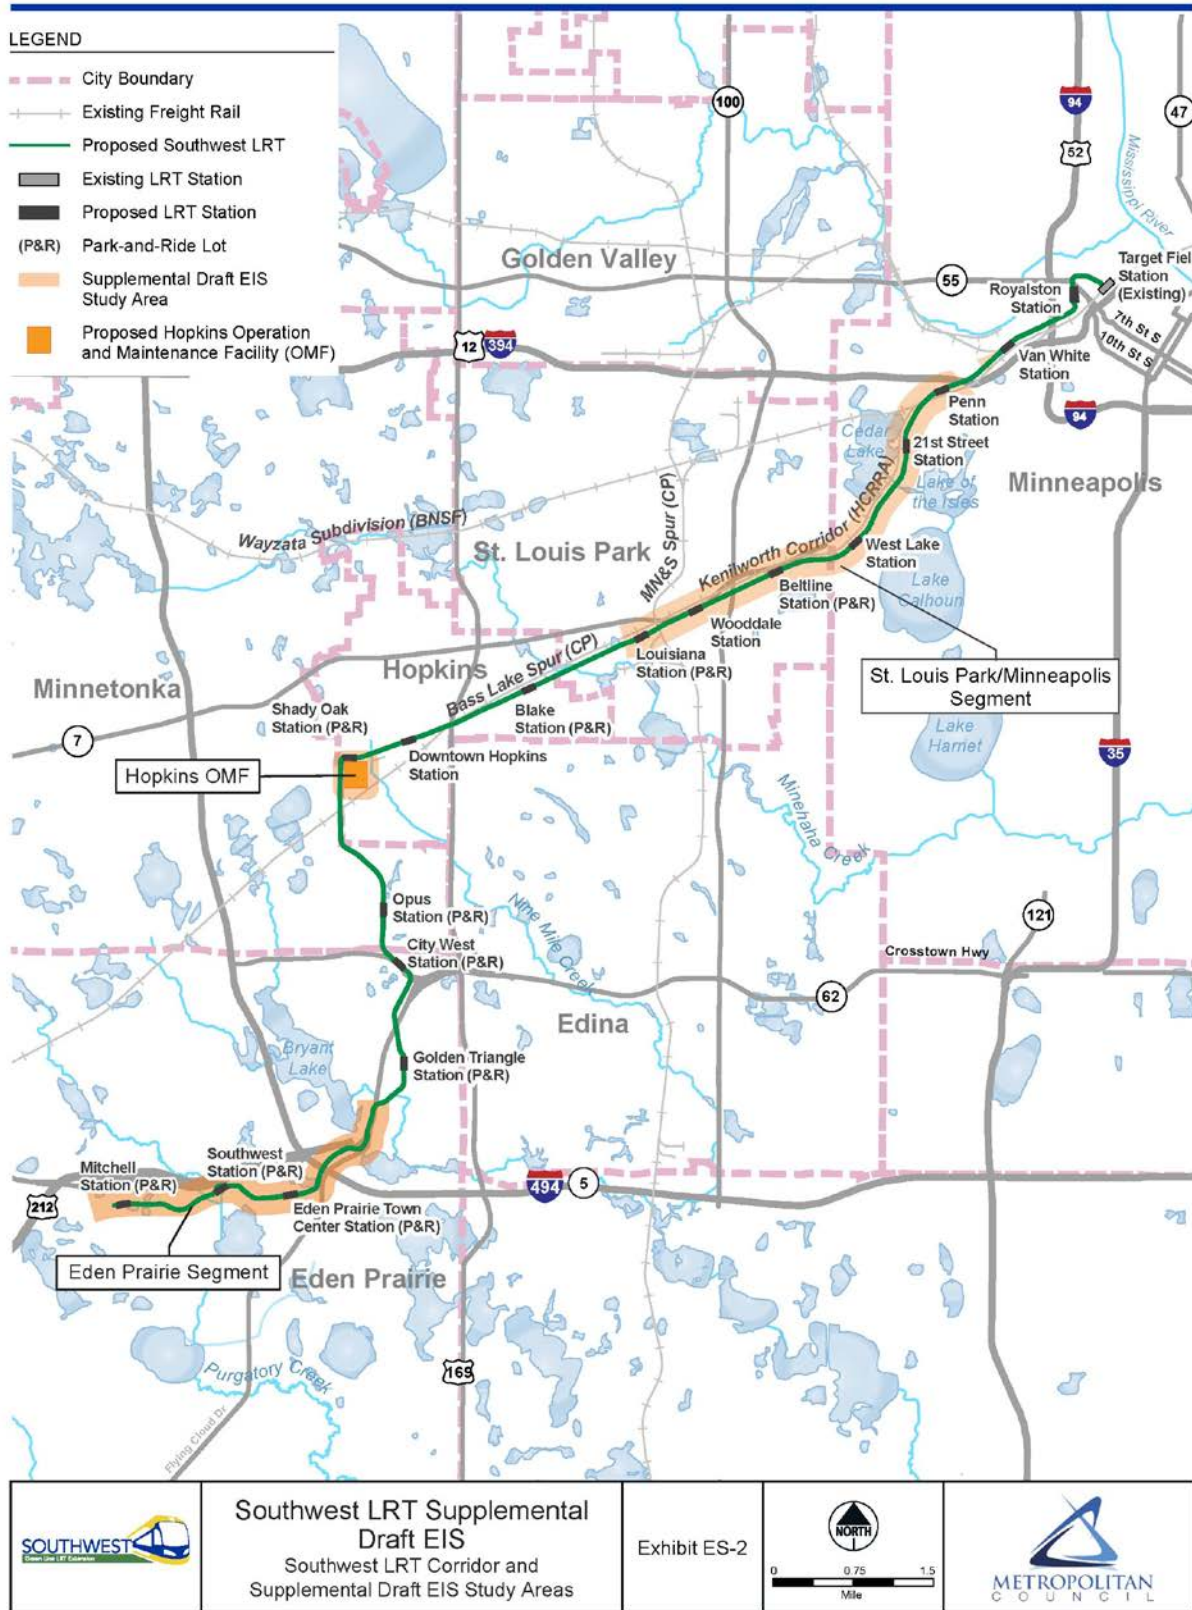 LEGEND
City Boundary
Existing Freight Rail
Proposed Southwest LRT
Existing LRT Station
Proposed LRT Station
(P&R) Park-and-Ride Lot
Supplemental Draft EIS
Study Area
Proposed Hopkins Operation
and Maintenance Facility (OMF)
100
94
47
52
Mississippi River
Golden Valley
55
Target Fiel
Station
(Existing)
Royalston
Station
7th St S
10th St S
12
394
Van White
Station
Penn
Station
94
Cedar
Lake
21st Street
Station
Lake of
the Isles
Minneapolis
Wayzata Subdivision (BNSF)
St. Louis Park
MN&S Spur (CP)
Kenilworth Corridor (HCRRA)
West Lake
Station
Beltline
Station (P&R)
Lake
Calhoun
Wooddale
Station
Louisiana
Station (P&R)
Hopkins
Bass Lake Spur (CP)
St. Louis Park/Minneapolis
Segment
Minnetonka
Shady Oak
Station (P&R)
Blake
Station (P&R)
7
Lake
Harriet
35
Downtown Hopkins
Station
Hopkins OMF
Minehaha Creek
Opus
Station (P&R)
Nine Mile Creek
121
City West
Station (P&R)
Crosstown Hwy
62
Edina
Bryant
Lake
Golden Triangle
Station (P&R)
Southwest
Station (P&R)
Mitchell
Station (P&R)
494
5
212
Eden Prairie Town
Center Station (P&R)
Eden Prairie Segment
Eden Prairie
169
Purgatory Creek
Flying Cloud Dr
SOUTHWEST
Green Line LRT Extension
Southwest LRT Supplemental
Draft EIS
Southwest LRT Corridor and
Supplemental Draft EIS Study Areas
Exhibit ES-2
NORTH
0 0.75 1.5
Mile
METROPOLITAN
COUNCIL